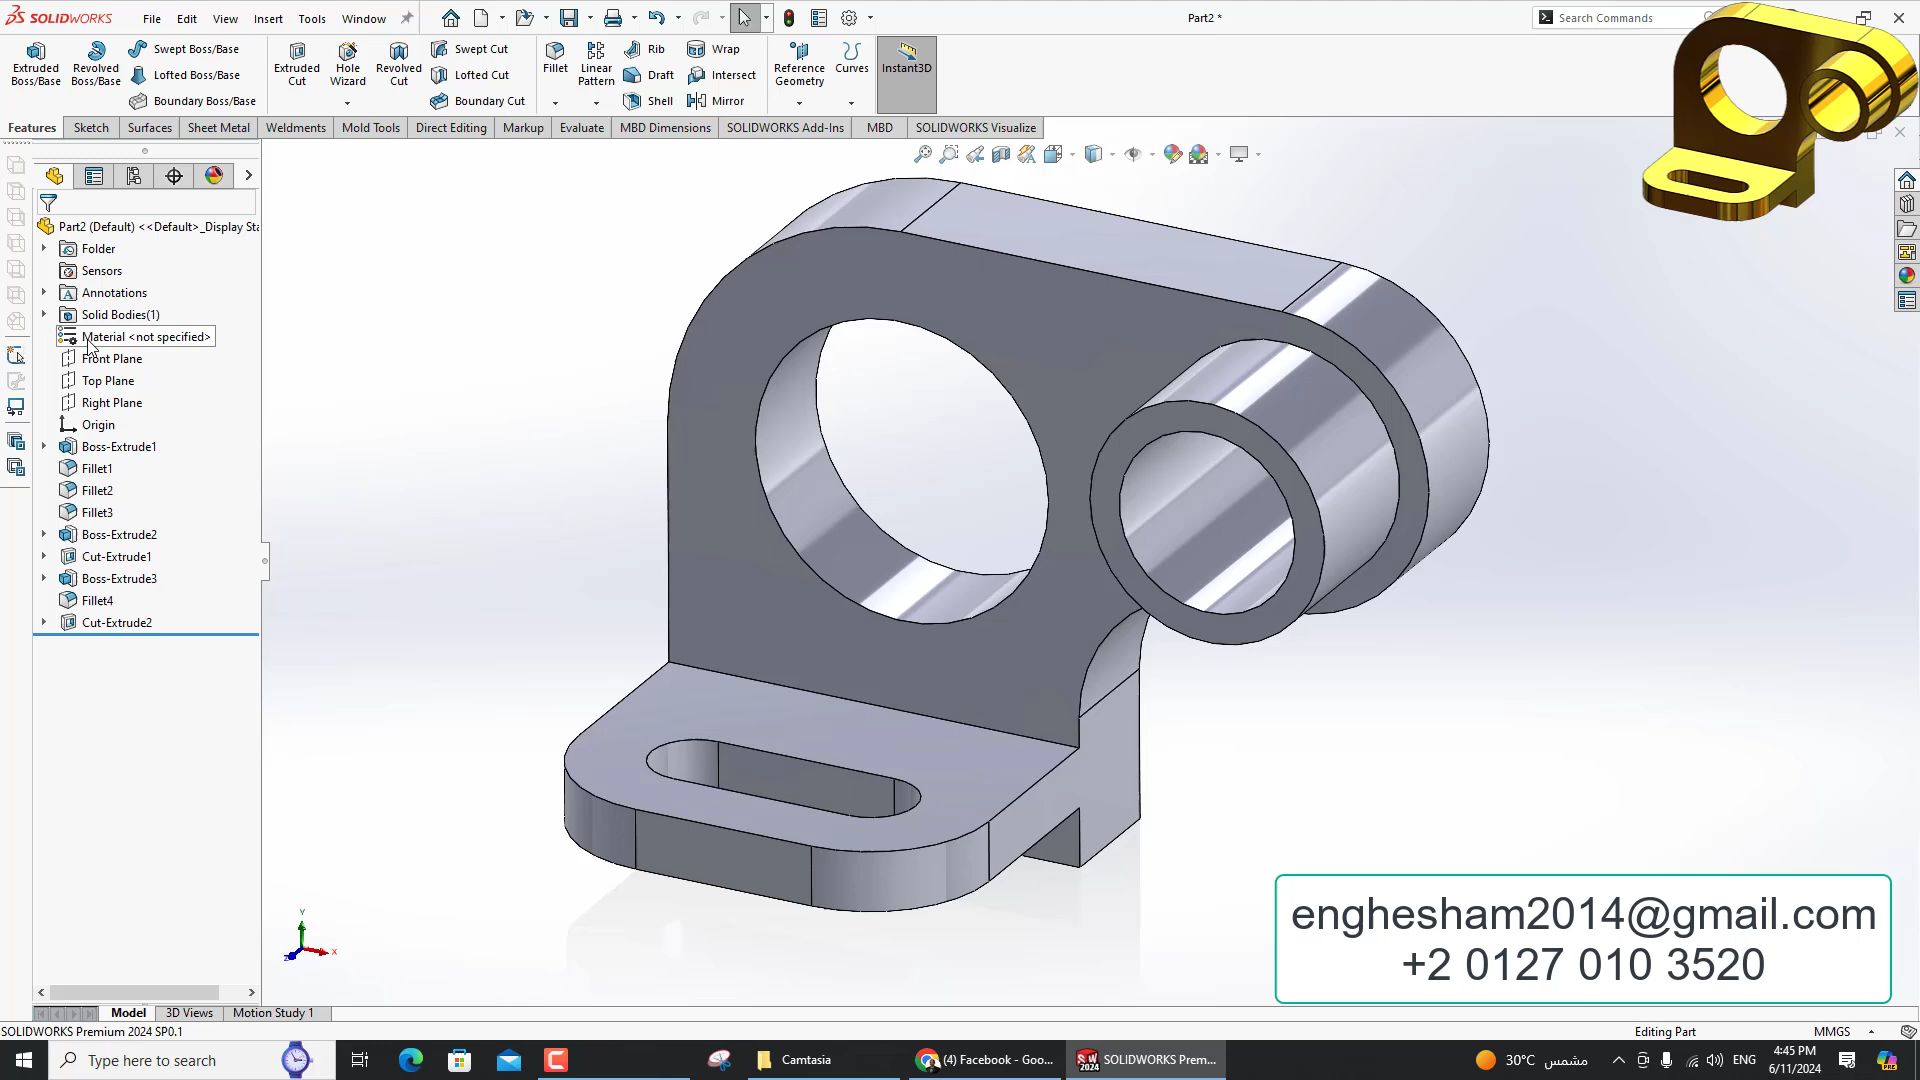 SOLIDWORKS
File
Edit
View
Insert
Tools
Window
Part2 *
Search Commands
Extruded Boss/Base
Revolved Boss/Base
Swept Boss/Base
Lofted Boss/Base
Boundary Boss/Base
Extruded Cut
Hole Wizard
Revolved Cut
Swept Cut
Lofted Cut
Boundary Cut
Fillet
Linear Pattern
Rib
Draft
Shell
Wrap
Intersect
Mirror
Reference Geometry
Curves
Instant3D
Features
Sketch
Surfaces
Sheet Metal
Weldments
Mold Tools
Direct Editing
Markup
Evaluate
MBD Dimensions
SOLIDWORKS Add-Ins
MBD
SOLIDWORKS Visualize
Part2 (Default) <<Default>_Display Sta
Folder
Sensors
Annotations
Solid Bodies(1)
Material <not specified>
Front Plane
Top Plane
Right Plane
Origin
Boss-Extrude1
Fillet1
Fillet2
Fillet3
Boss-Extrude2
Cut-Extrude1
Boss-Extrude3
Fillet4
Cut-Extrude2
Y
X
Z
enghesham2014@gmail.com
+2 0127 010 3520
Model
3D Views
Motion Study 1
SOLIDWORKS Premium 2024 SP0.1
Editing Part
MMGS
Type here to search
Camtasia
(4) Facebook - Goo...
SOLIDWORKS Prem...
30°C مشمس
ENG
4:45 PM
6/11/2024